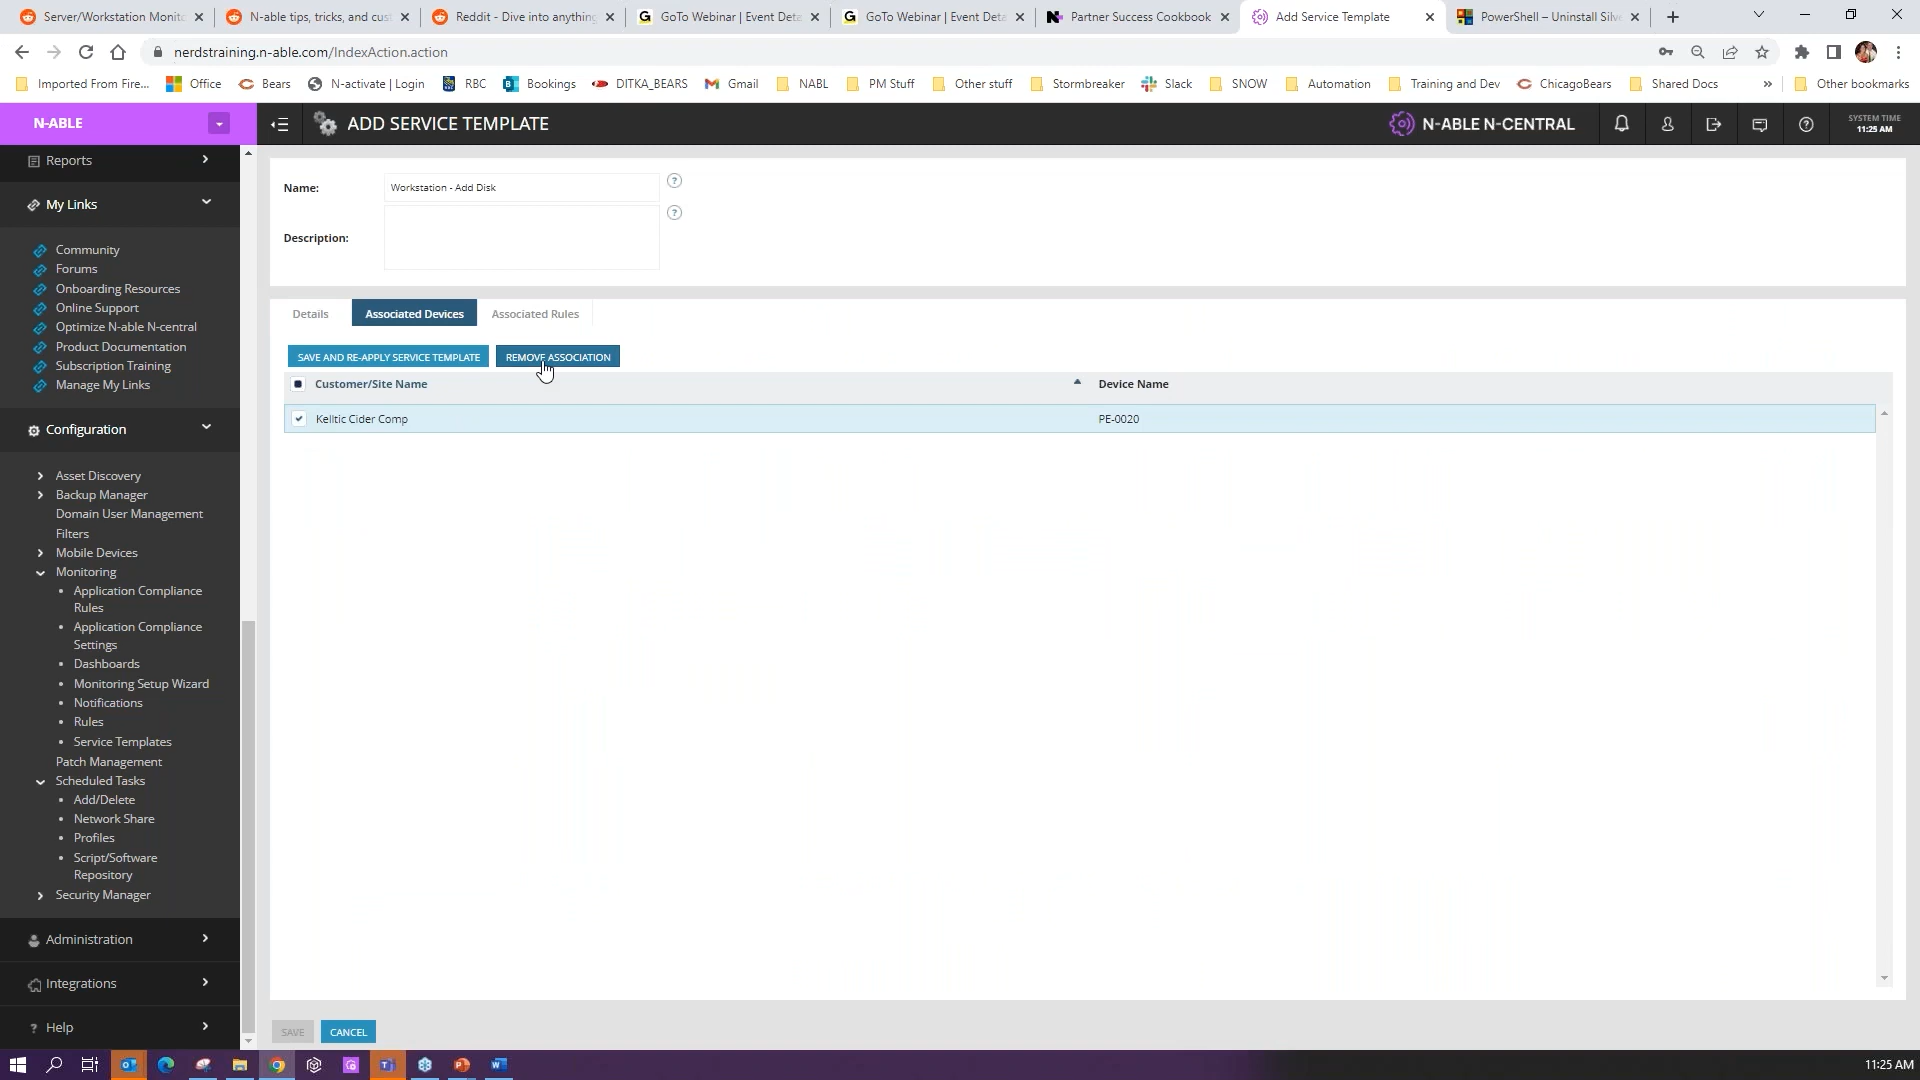 Server/Workstation Monito
N-able tips, tricks, and cust
Reddit - Dive into anything
GoTo Webinar | Event Deta
GoTo Webinar | Event Deta
Partner Success Cookbook
Add Service Template
PowerShell – Uninstall Silve
nerdstraining.n-able.com/IndexAction.action
Imported From Fire...
Office
Bears
N-activate | Login
RBC
Bookings
DITKA_BEARS
Gmail
NABL
PM Stuff
Other stuff
Stormbreaker
Slack
SNOW
Automation
Training and Dev
ChicagoBears
Shared Docs
»
Other bookmarks
N-ABLE
ADD SERVICE TEMPLATE
N-ABLE N-CENTRAL
SYSTEM TIME
11:25 AM
Reports
My Links
Community
Forums
Onboarding Resources
Online Support
Optimize N-able N-central
Product Documentation
Subscription Training
Manage My Links
Configuration
Asset Discovery
Backup Manager
Domain User Management
Filters
Mobile Devices
Monitoring
Application Compliance
Rules
Application Compliance
Settings
Dashboards
Monitoring Setup Wizard
Notifications
Rules
Service Templates
Patch Management
Scheduled Tasks
Add/Delete
Network Share
Profiles
Script/Software
Repository
Security Manager
Administration
Integrations
Help
Name:
Workstation - Add Disk
Description:
Details
Associated Devices
Associated Rules
SAVE AND RE-APPLY SERVICE TEMPLATE
REMOVE ASSOCIATION
Customer/Site Name
Device Name
Kelltic Cider Comp
PE-0020
SAVE
CANCEL
11:25 AM